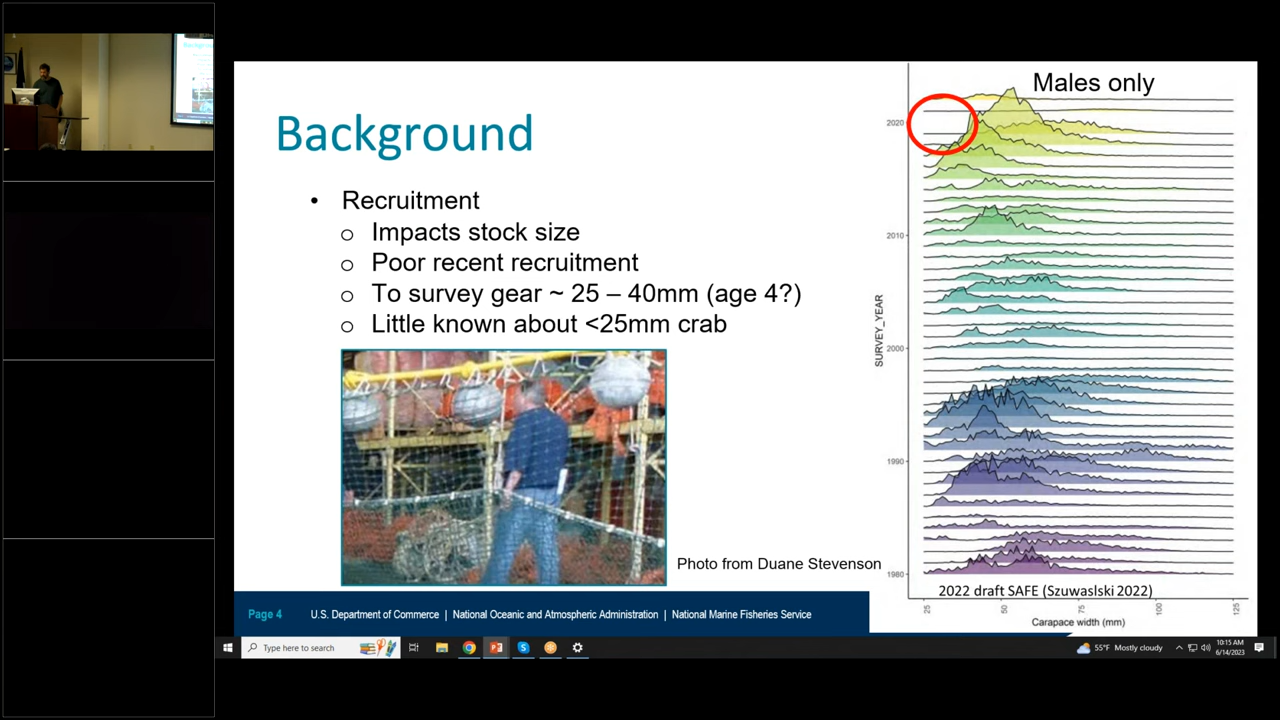 Background
• Recruitment
o Impacts stock size
o Poor recent recruitment
o To survey gear ~ 25 – 40mm (age 4?)
o Little known about <25mm crab
Photo from Duane Stevenson
Males only
SURVEY_YEAR
2020
2010
2000
1990
1980
2022 draft SAFE (Szuwaslski 2022)
25
50
75
100
125
Carapace width (mm)
Page 4
U.S. Department of Commerce | National Oceanic and Atmospheric Administration | National Marine Fisheries Service
Type here to search
55°F Mostly cloudy
10:15 AM
6/14/2023